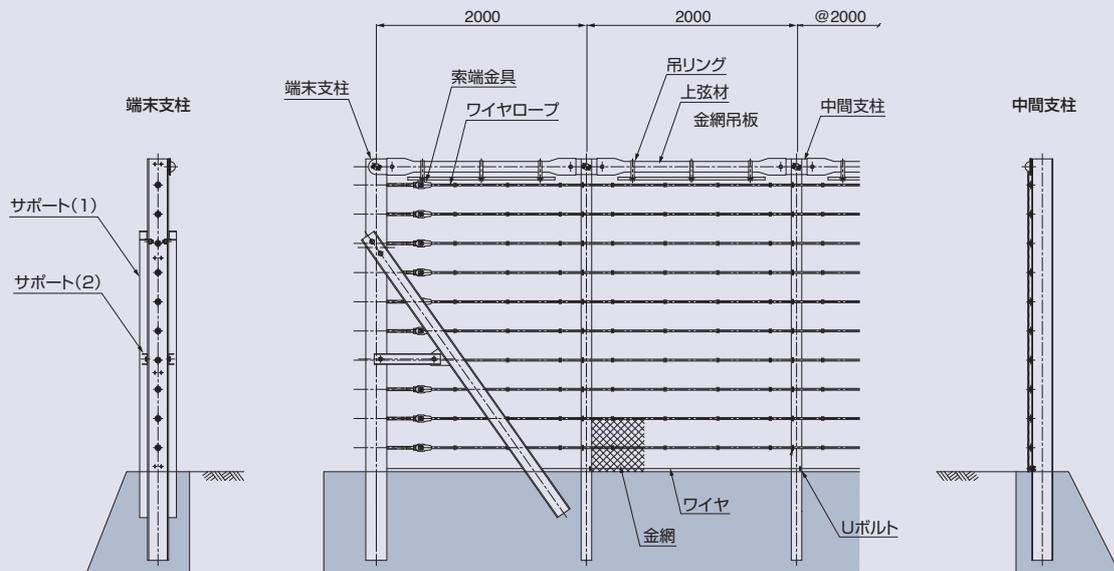 2000
2000
@2000
端末支柱
端末支柱
索端金具
ワイヤロープ
吊リング
上弦材
金網吊板
中間支柱
中間支柱
サポート(1)
サポート(2)
ワイヤ
金網
Uボルト